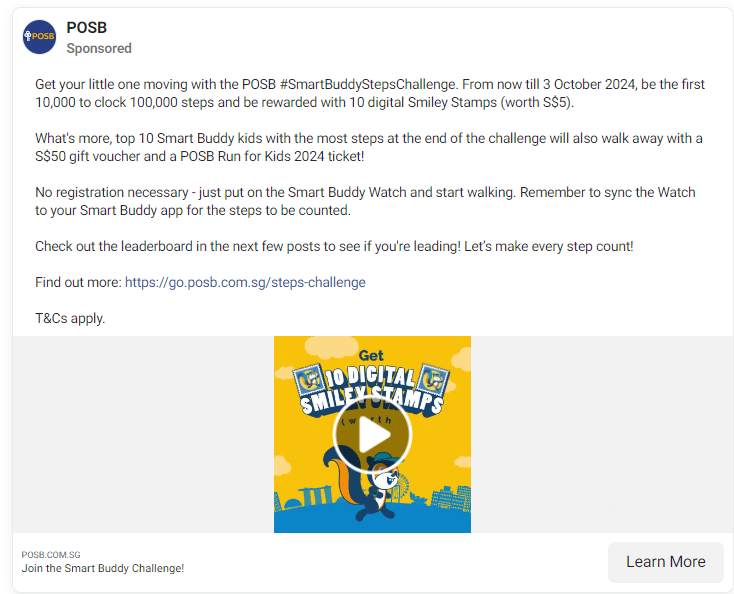 POSB
POSB
Sponsored
Get your little one moving with the POSB #SmartBuddyStepsChallenge. From now till 3 October 2024, be the first
10,000 to clock 100,000 steps and be rewarded with 10 digital Smiley Stamps (worth S$5).
What's more, top 10 Smart Buddy kids with the most steps at the end of the challenge will also walk away with a
S$50 gift voucher and a POSB Run for Kids 2024 ticket!
No registration necessary - just put on the Smart Buddy Watch and start walking. Remember to sync the Watch
to your Smart Buddy app for the steps to be counted.
Check out the leaderboard in the next few posts to see if you're leading! Let’s make every step count!
Find out more: https://go.posb.com.sg/steps-challenge
T&Cs apply.
Get
10 DIGITAL
SMILEY STAMPS
(worth
POSB.COM.SG
Join the Smart Buddy Challenge!
Learn More